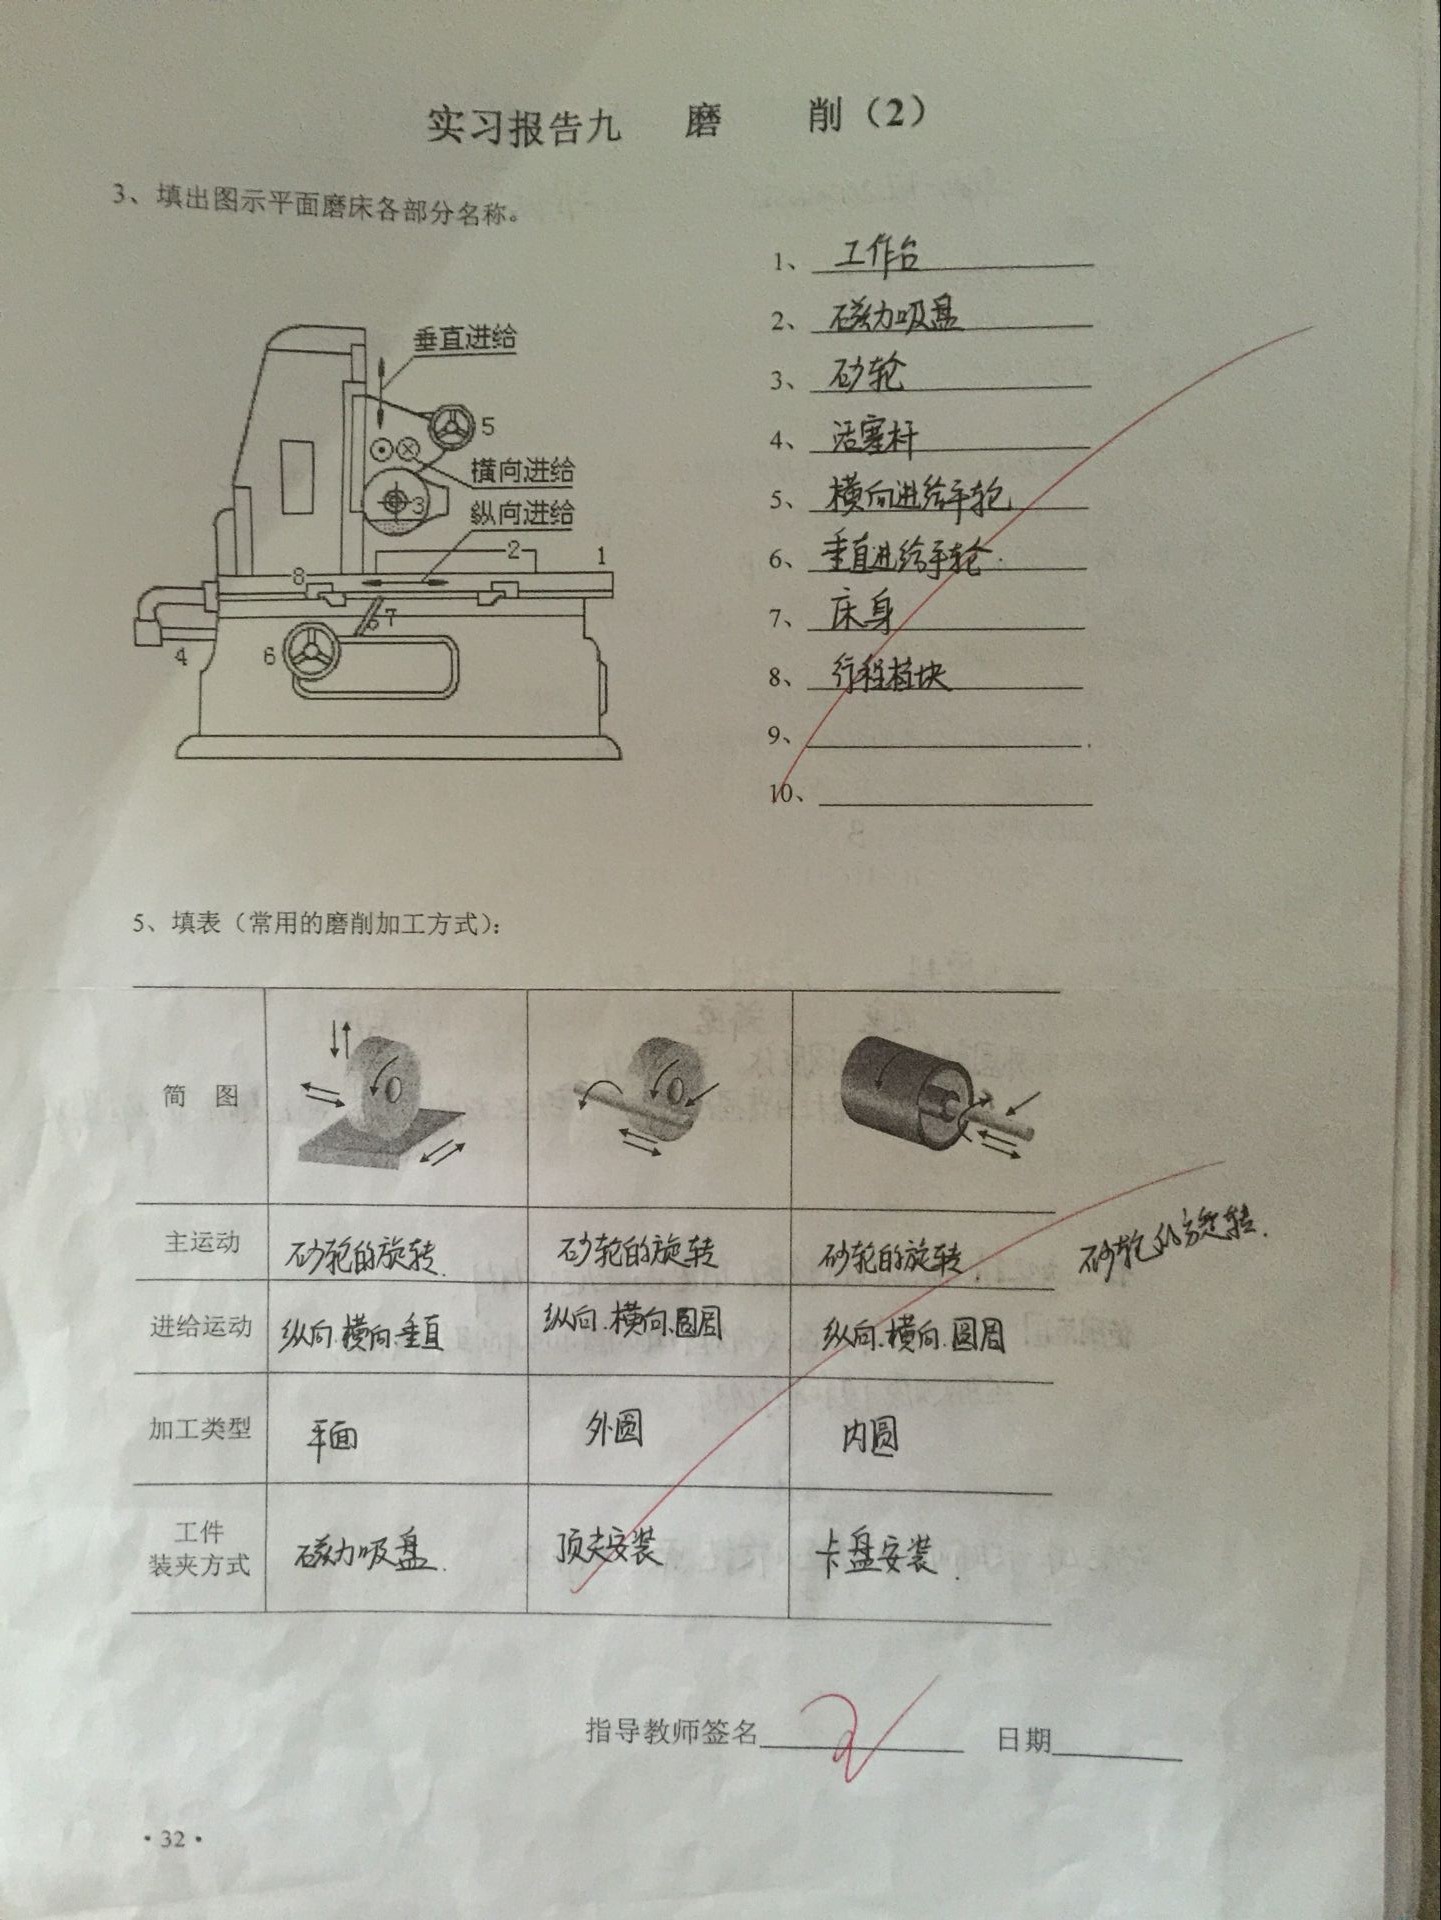 实习报告九 磨 削（2）
3、填出图示平面磨床各部分名称。
1、工作台
2、磁力吸盘
3、砂轮
4、活塞杆
5、横向进给手轮
6、垂直进给手轮.
7、床身
8、行程档块
9、
10、
垂直进给
5
横向进给
3
纵向进给
2
1
8
7
6
4
5、填表（常用的磨削加工方式）：
简 图
主运动 砂轮的旋转. 砂轮的旋转 砂轮的旋转. 砂轮的旋转.
进给运动 纵向.横向.垂直 纵向.横向.圆周 纵向.横向.圆周
加工类型 平面 外圆 内圆
工件
装夹方式 磁力吸盘. 顶尖安装 卡盘安装.
指导教师签名 日期
·32·